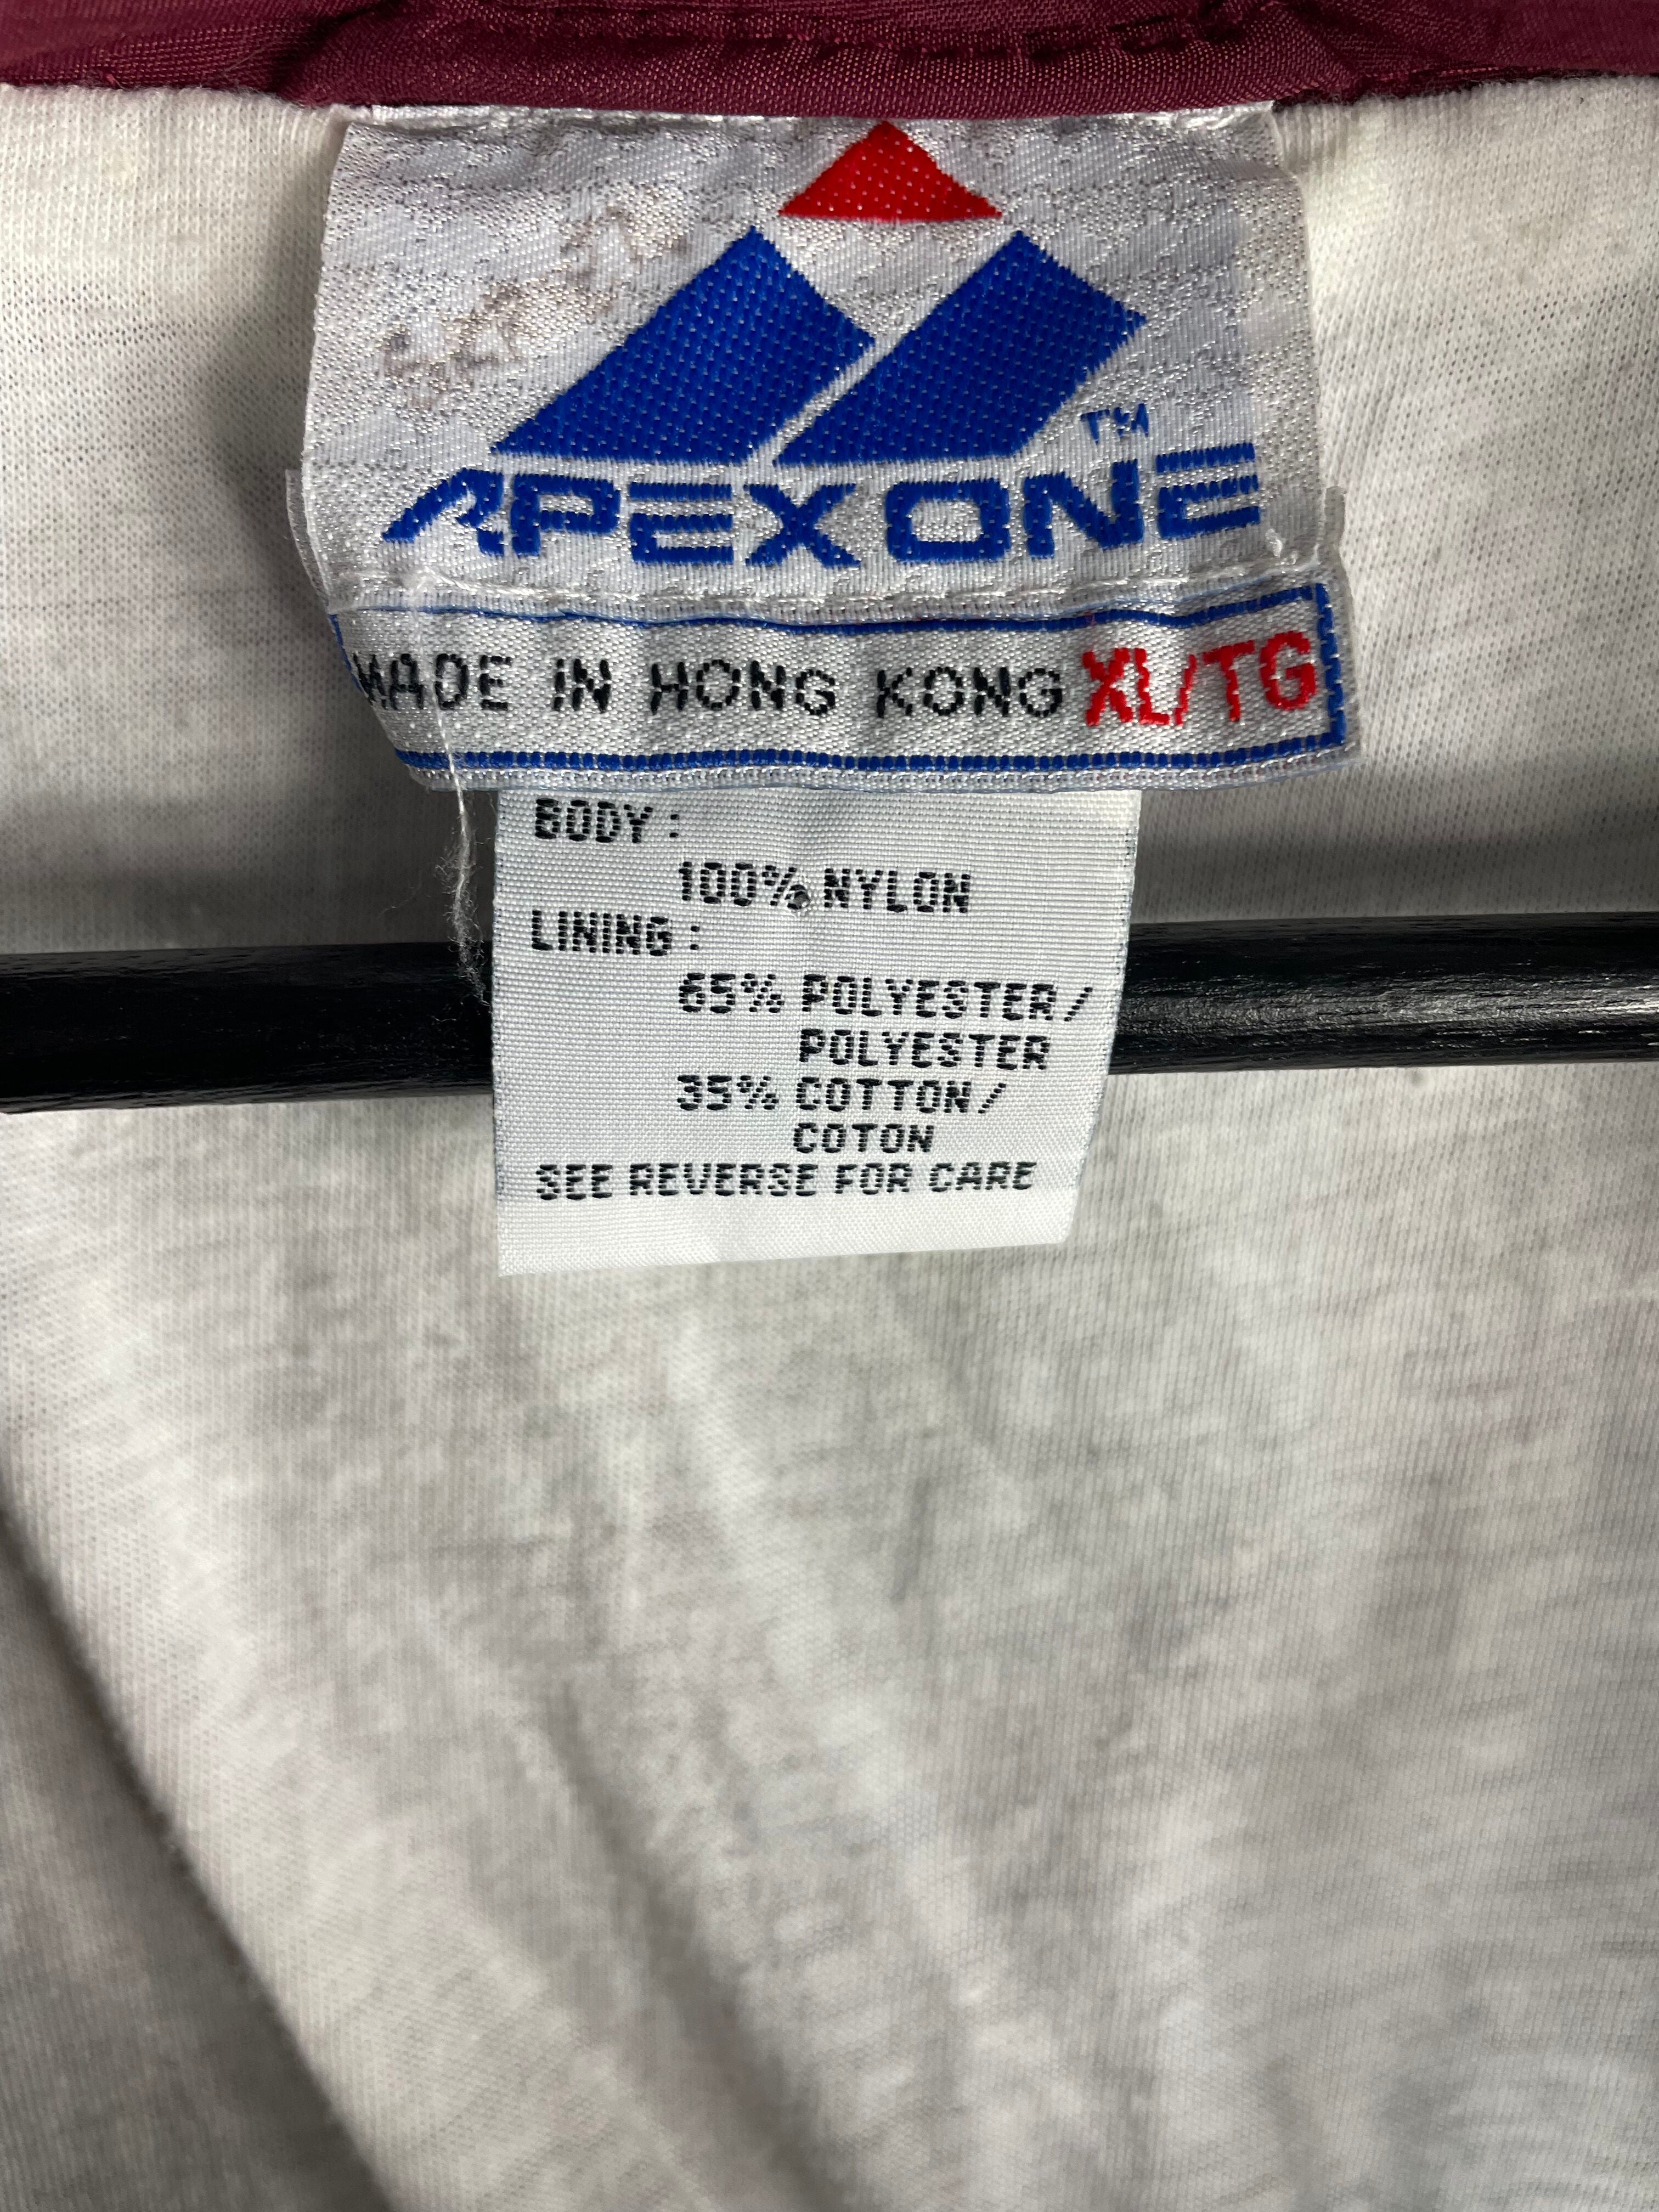 TM
APEX ONE
MADE IN HONG KONG XL/TG
BODY :
100% NYLON
LINING :
65% POLYESTER/
POLYESTER
35% COTTON/
COTON
SEE REVERSE FOR CARE